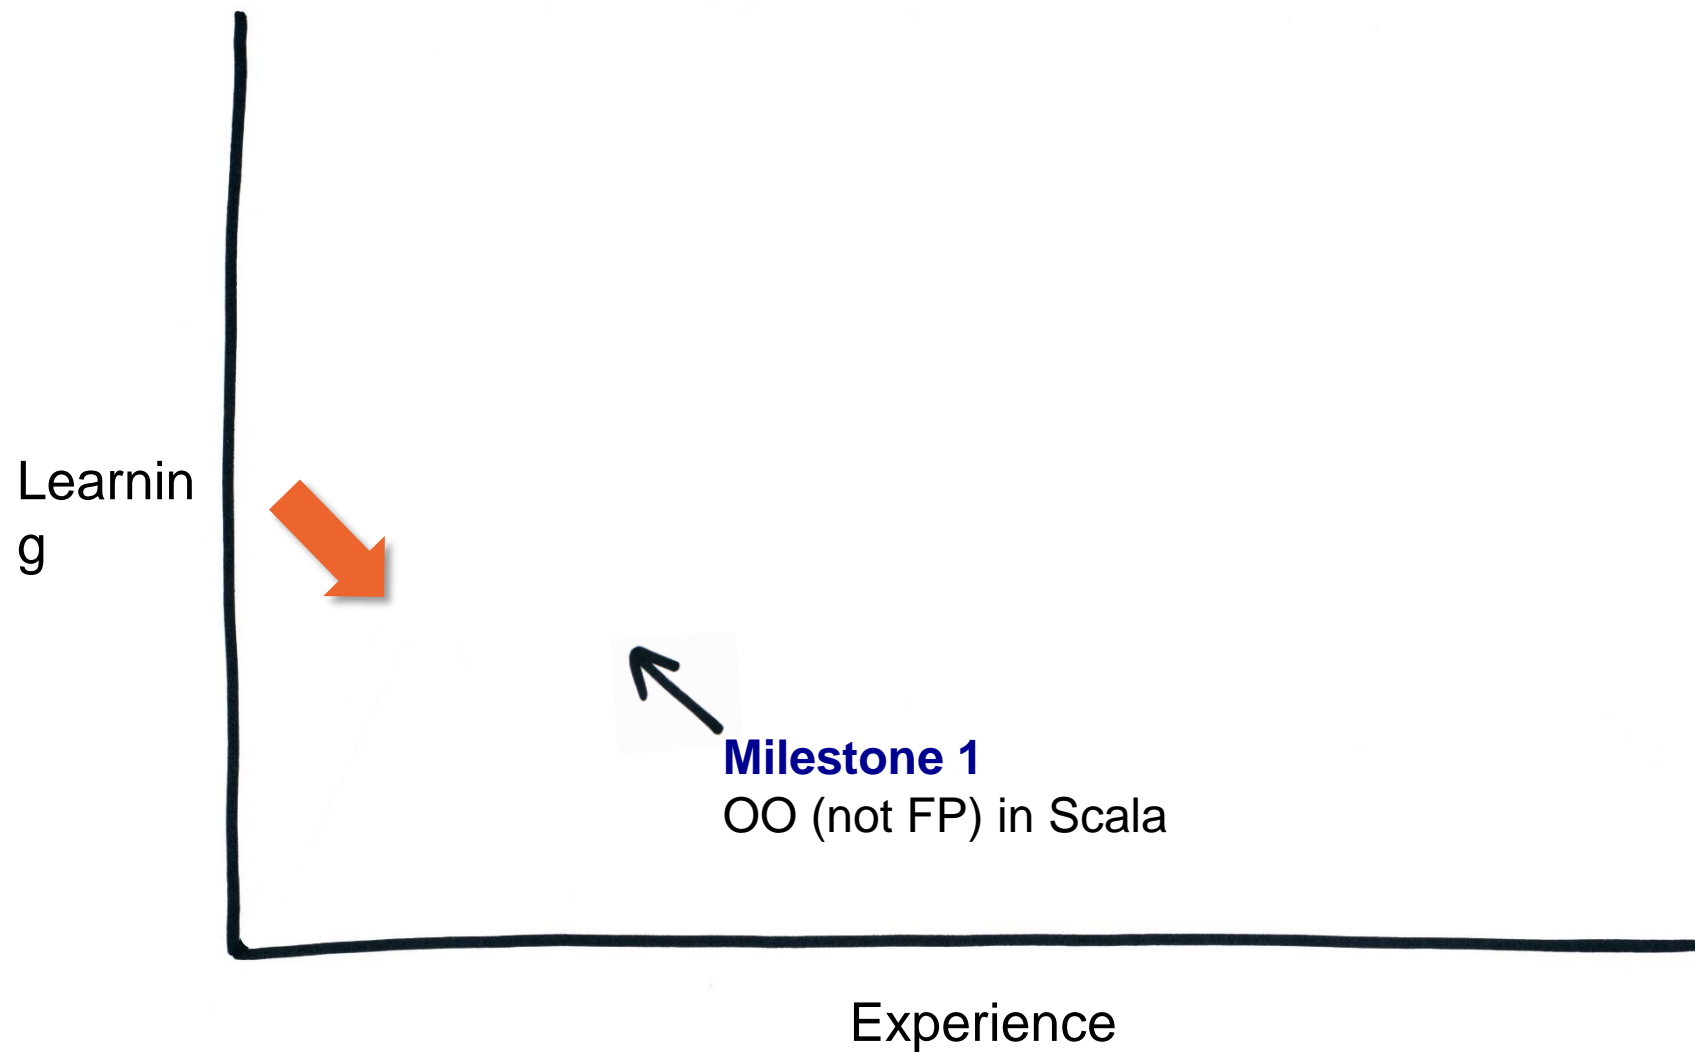 Learnin
g
Milestone 1
OO (not FP) in Scala
Experience